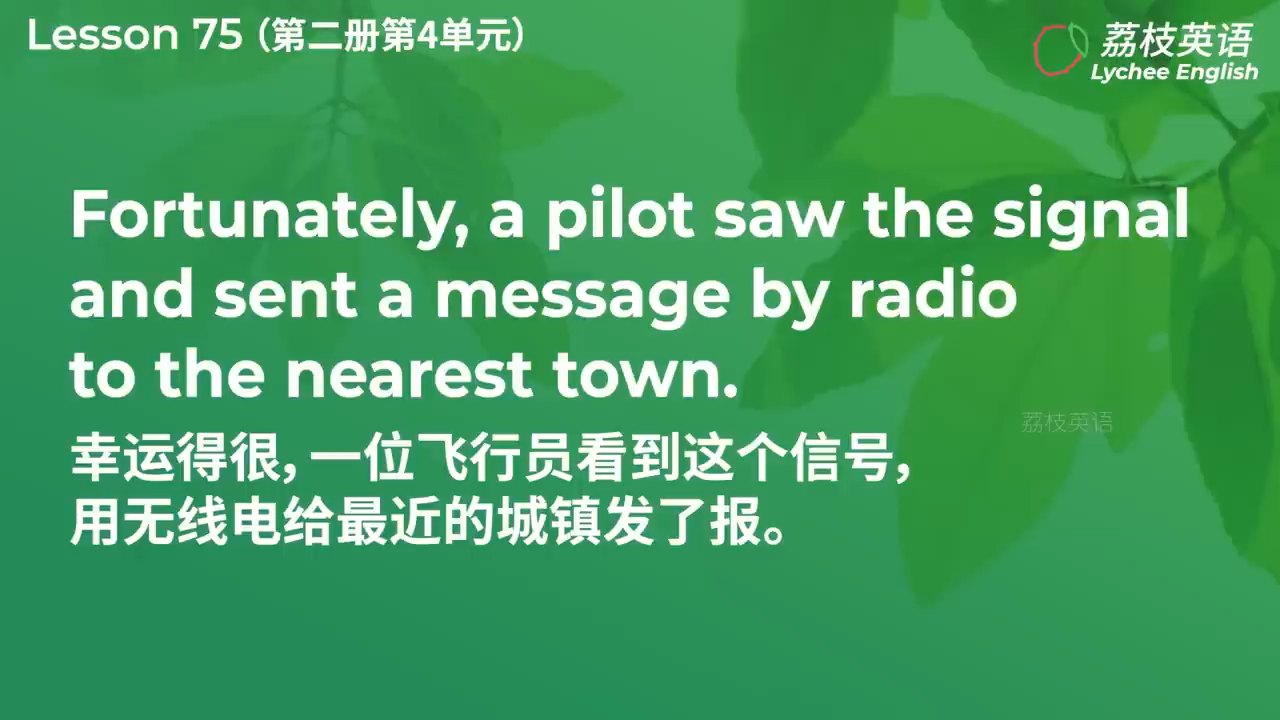 Lesson 75（第二册第4单元）
荔枝英语
Lychee English
Fortunately, a pilot saw the signal
and sent a message by radio
to the nearest town.
幸运得很,一位飞行员看到这个信号,
荔枝英语
用无线电给最近的城镇发了报。